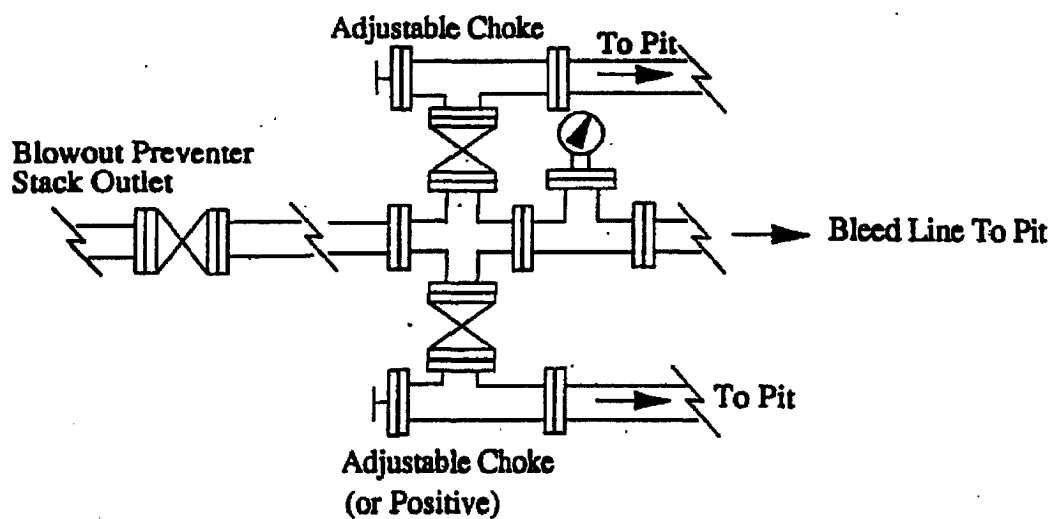 Adjustable Choke
To Pit
Blowout Preventer
Stack Outlet
Bleed Line To Pit
To Pit
Adjustable Choke
(or Positive)